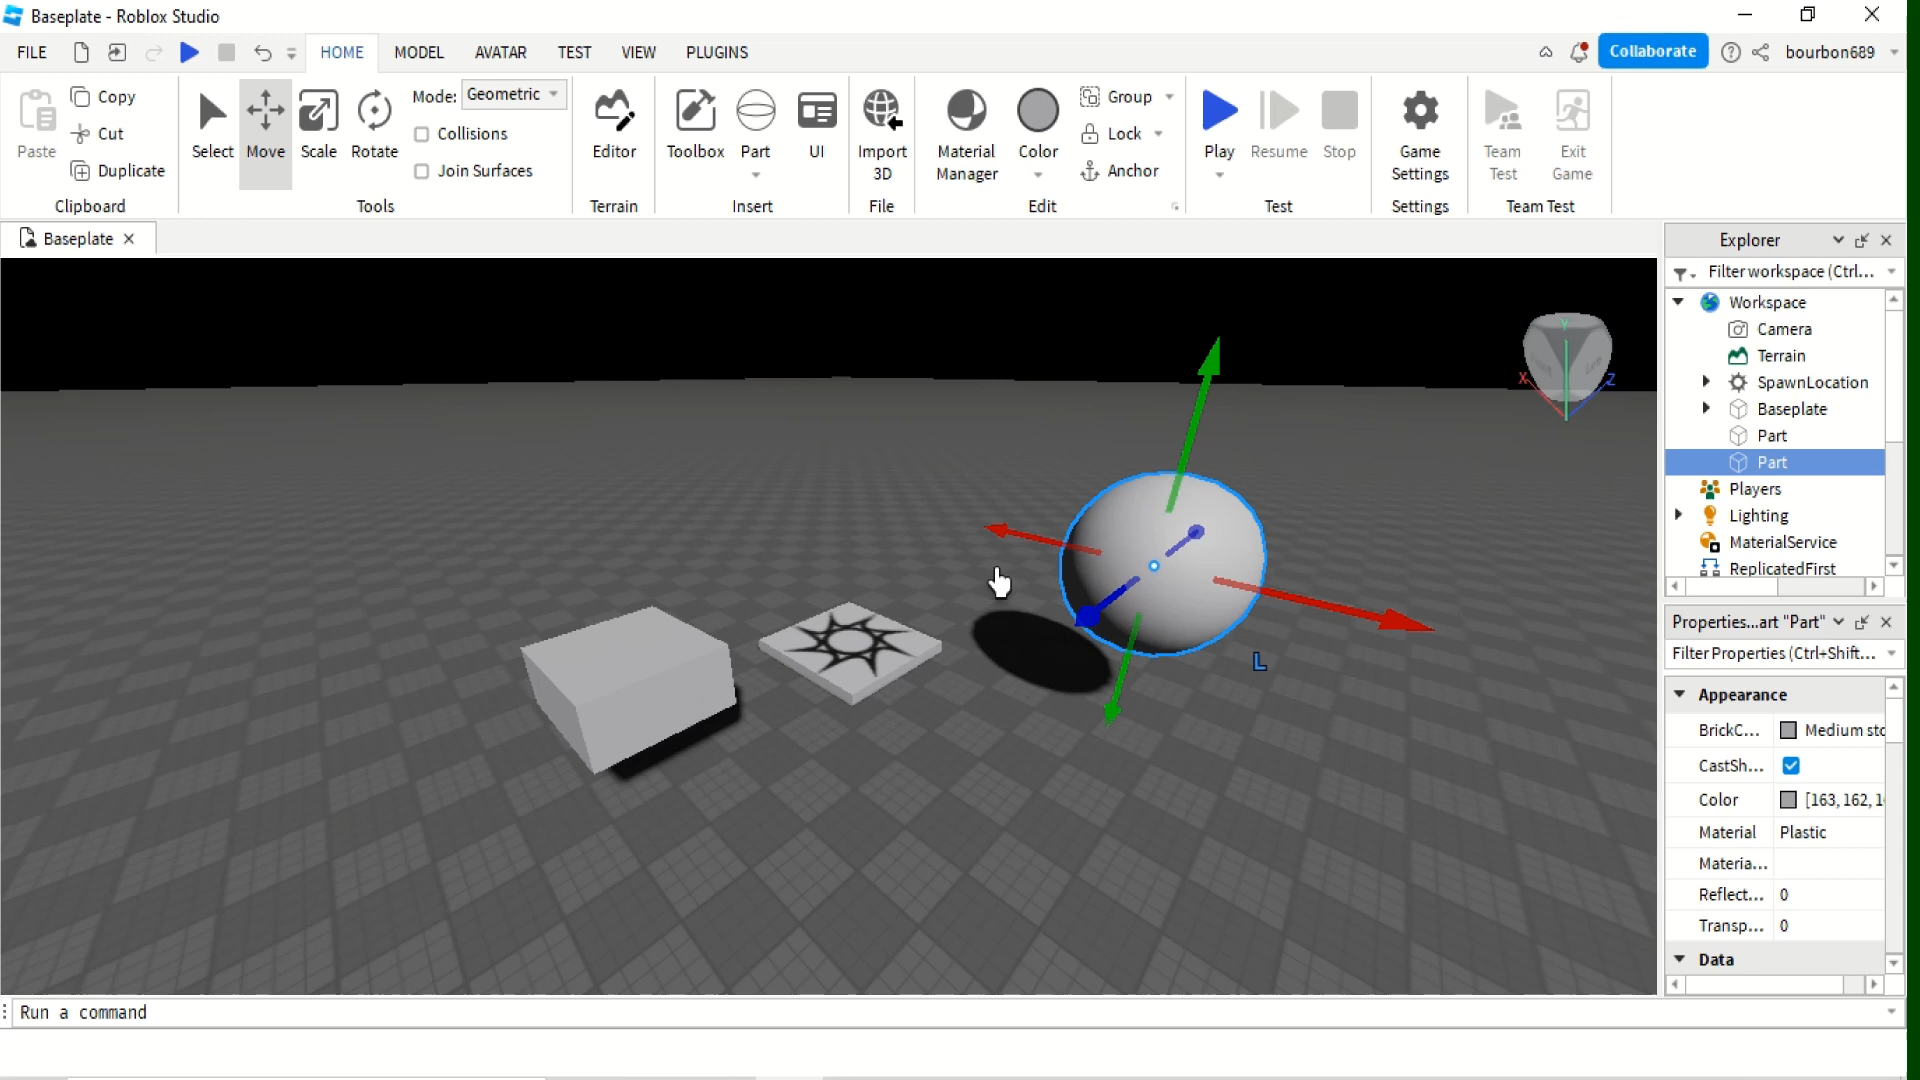 Baseplate - Roblox Studio
FILE HOME MODEL AVATAR TEST VIEW PLUGINS Collaborate bourbon689
Copy
Cut
Duplicate
Paste
Clipboard
Select Move Scale Rotate
Mode: Geometric
Collisions
Join Surfaces
Tools
Editor
Terrain
Toolbox Part UI
Insert
Import
3D
File
Material
Manager
Color
Group
Lock
Anchor
Edit
Play Resume Stop
Test
Game
Settings
Settings
Team
Test
Exit
Game
Team Test
Baseplate
Explorer
Filter workspace (Ctrl...
Workspace
Camera
Terrain
SpawnLocation
Baseplate
Part
Part
Players
Lighting
MaterialService
ReplicatedFirst
Y
X
Z
L
Properties...art "Part"
Filter Properties (Ctrl+Shift...
Appearance
BrickC... Medium sto
CastSh...
Color [163, 162, 1
Material Plastic
Materia...
Reflect... 0
Transp... 0
Data
Run a command